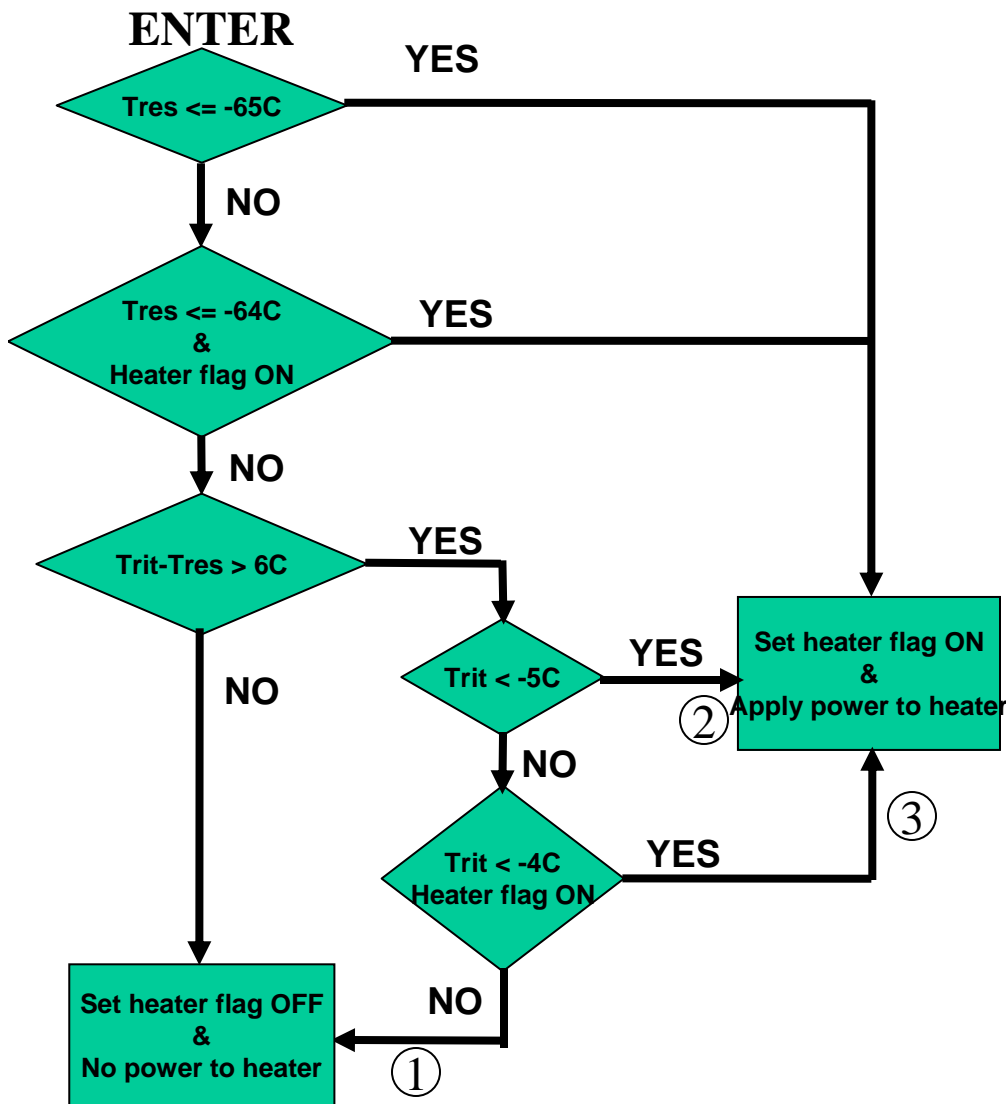 ENTER
YES
Tres <= -65C
NO
Tres <= -64C
&
Heater flag ON
YES
NO
Trit-Tres > 6C
YES
NO
Trit < -5C
YES
②
Set heater flag ON
&
Apply power to heater
NO
③
Trit < -4C
Heater flag ON
YES
NO
①
Set heater flag OFF
&
No power to heater